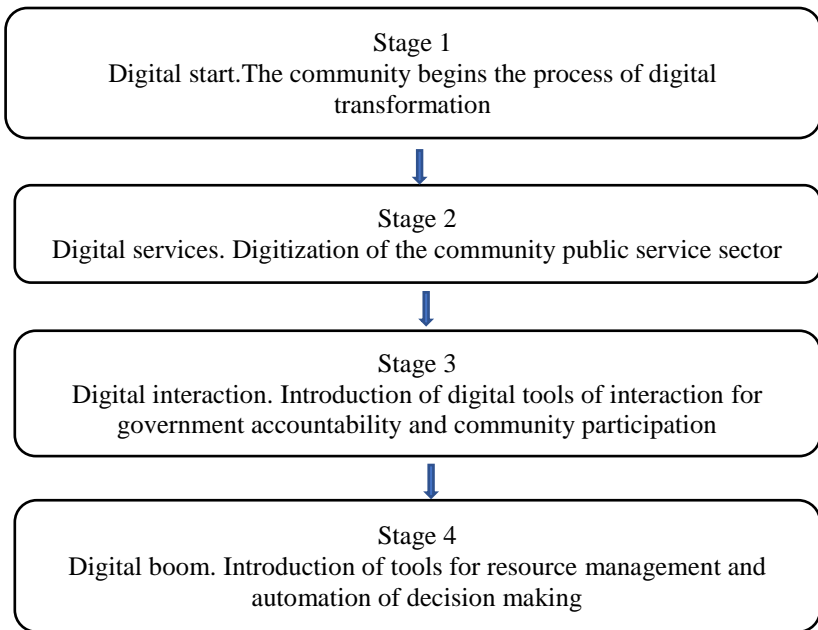 Stage 1
Digital start.The community begins the process of digital
transformation
Stage 2
Digital services. Digitization of the community public service sector
Stage 3
Digital interaction. Introduction of digital tools of interaction for
government accountability and community participation
Stage 4
Digital boom. Introduction of tools for resource management and
automation of decision making